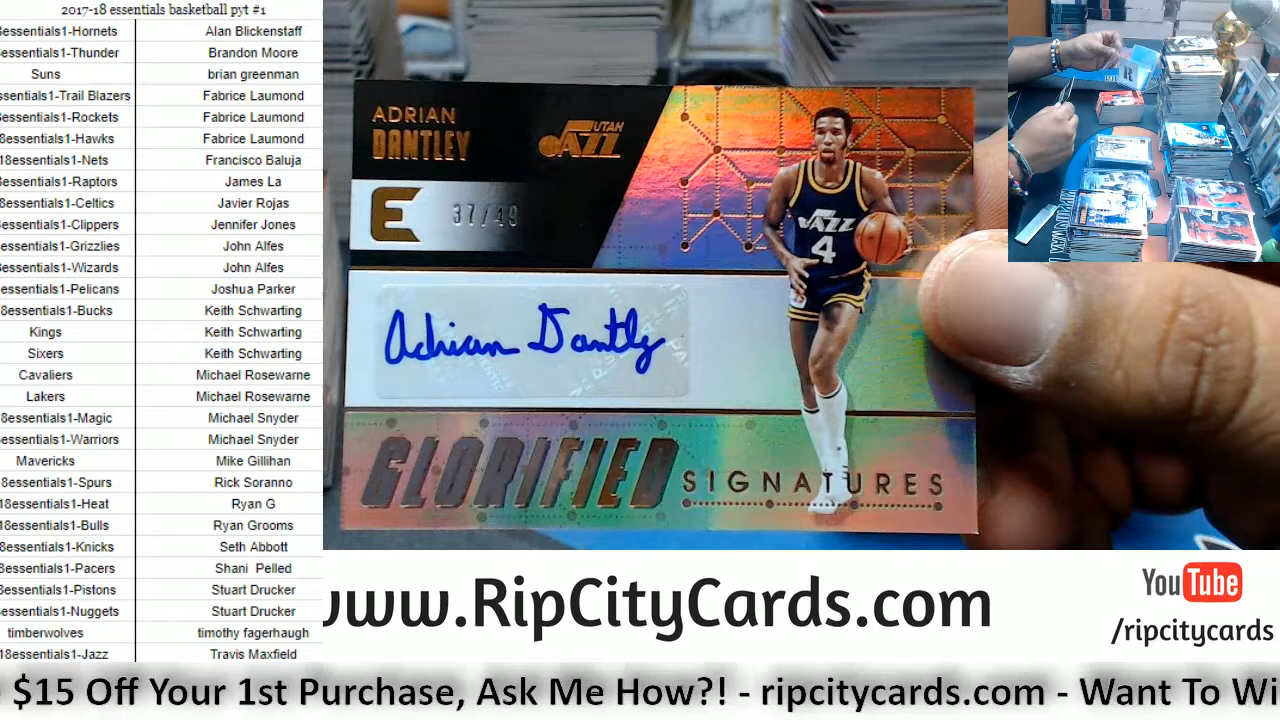 2017-18 essentials basketball pyt #1
8essentials1-Hornets Alan Blickenstaff
essentials1-Thunder Brandon Moore
Suns brian greenman
ssentials1-Trail Blazers Fabrice Laumond
essentials1-Rockets Fabrice Laumond
8essentials1-Hawks Fabrice Laumond
18essentials1-Nets Francisco Baluja
8essentials1-Raptors James La
8essentials1-Celtics Javier Rojas
essentials1-Clippers Jennifer Jones
essentials1-Grizzlies John Alfes
essentials1-Wizards John Alfes
essentials1-Pelicans Joshua Parker
8essentials1-Bucks Keith Schwarting
Kings Keith Schwarting
Sixers Keith Schwarting
Cavaliers Michael Rosewarne
Lakers Michael Rosewarne
8essentials1-Magic Michael Snyder
essentials1-Warriors Michael Snyder
Mavericks Mike Gillihan
8essentials1-Spurs Rick Soranno
18essentials1-Heat Ryan G
18essentials1-Bulls Ryan Grooms
8essentials1-Knicks Seth Abbott
8essentials1-Pacers Shani Pelled
8essentials1-Pistons Stuart Drucker
essentials1-Nuggets Stuart Drucker
timberwolves timothy fagerhaugh
18essentials1-Jazz Travis Maxfield
ADRIAN
DANTLEY
UTAH
JAZZ
E
37/49
JAZZ
4
Adrian Dantley
GLORIFIED
SIGNATURES
www.RipCityCards.com
YouTube
/ripcitycards
$15 Off Your 1st Purchase, Ask Me How?! - ripcitycards.com - Want To Wi